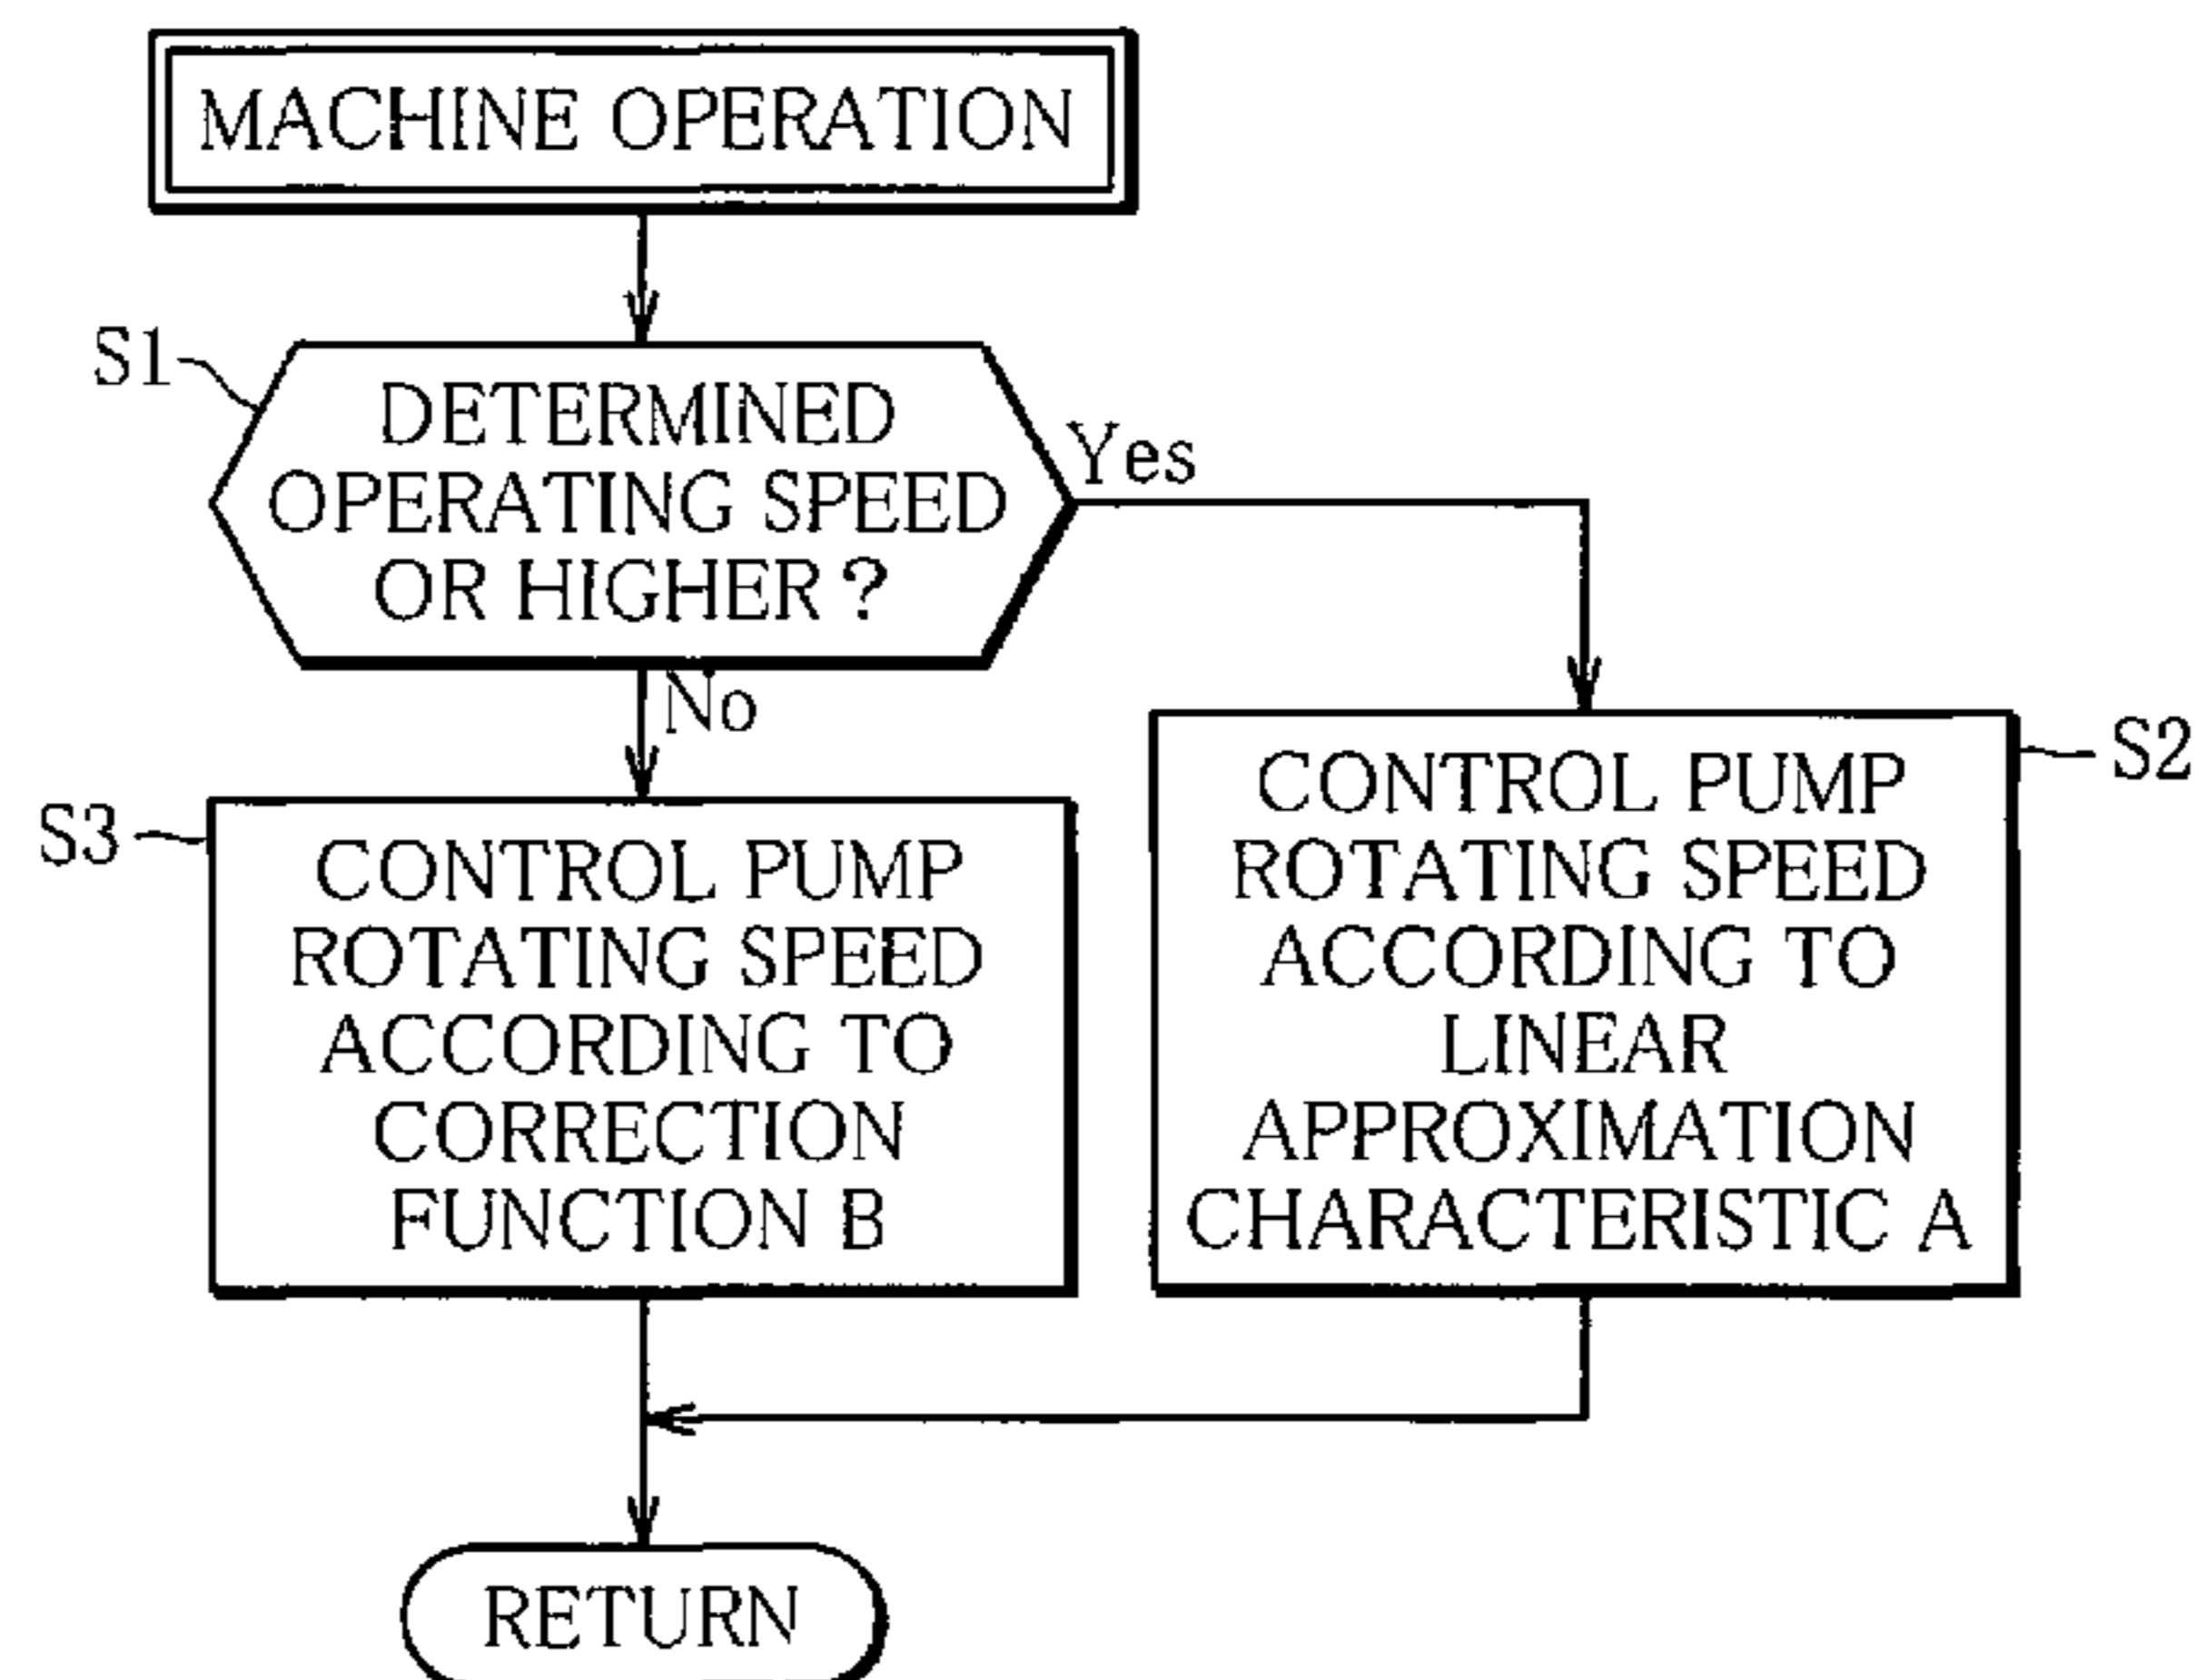 MACHINE OPERATION
S1
DETERMINED
OPERATING SPEED
OR HIGHER ?
Yes
No
S2
CONTROL PUMP
ROTATING SPEED
ACCORDING TO
LINEAR
APPROXIMATION
CHARACTERISTIC A
S3
CONTROL PUMP
ROTATING SPEED
ACCORDING TO
CORRECTION
FUNCTION B
RETURN